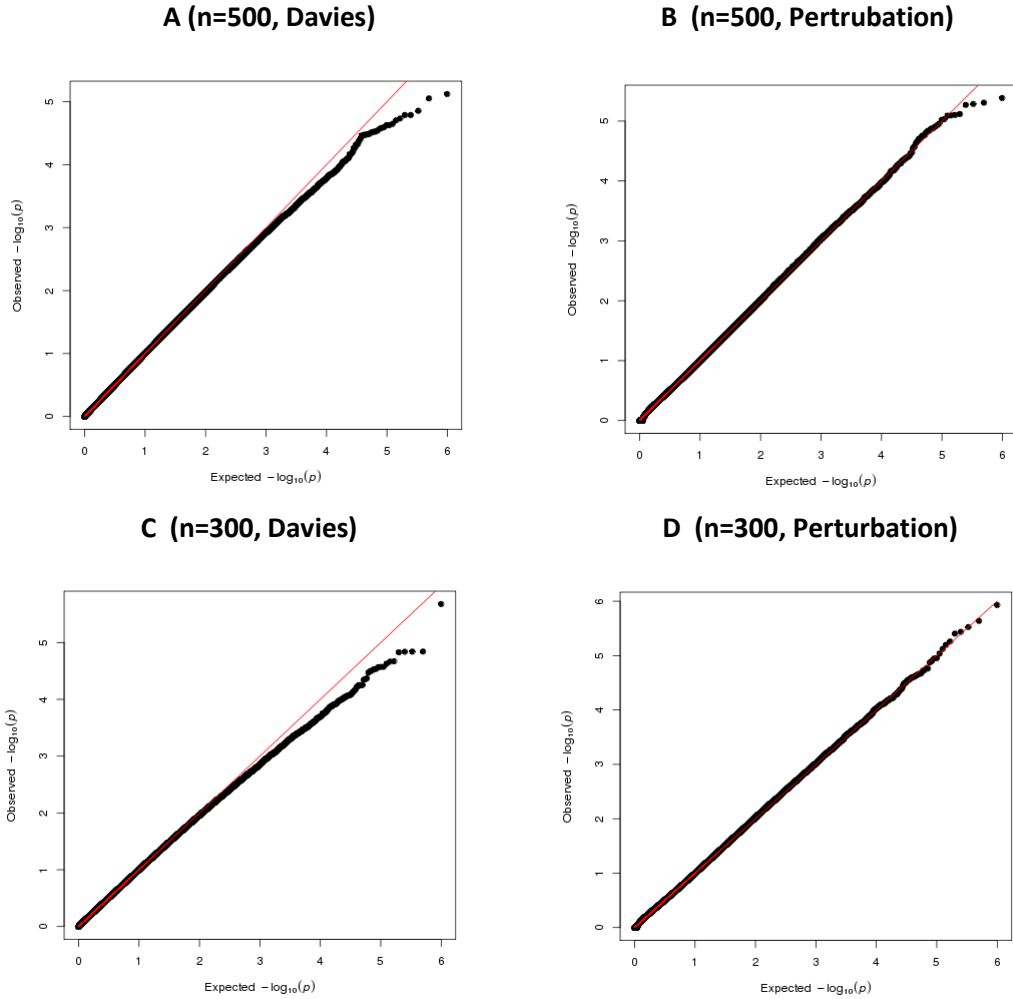 A (n=500, Davies)
B (n=500, Pertrubation)
Observed −log₁₀(p)
0 1 2 3 4 5
0 1 2 3 4 5 6
Expected −log₁₀(p)
Observed −log₁₀(p)
0 1 2 3 4 5
0 1 2 3 4 5 6
Expected −log₁₀(p)
C (n=300, Davies)
D (n=300, Perturbation)
Observed −log₁₀(p)
0 1 2 3 4 5
0 1 2 3 4 5 6
Expected −log₁₀(p)
Observed −log₁₀(p)
0 1 2 3 4 5 6
0 1 2 3 4 5 6
Expected −log₁₀(p)